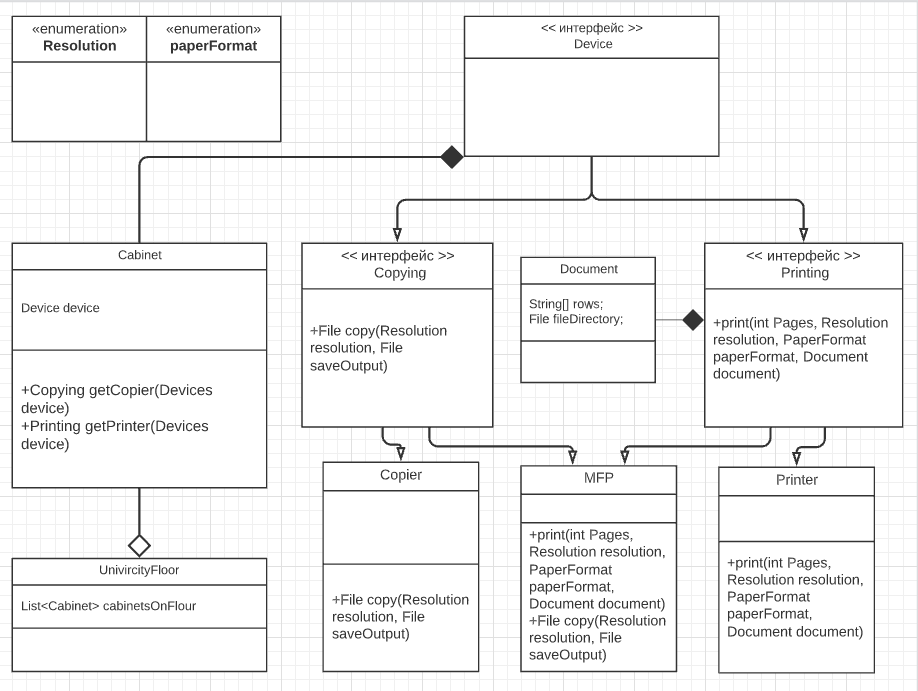 «enumeration»
Resolution
«enumeration»
paperFormat
<< интерфейс >>
Device
Cabinet
Device device
+Copying getCopier(Devices
device)
+Printing getPrinter(Devices
device)
<< интерфейс >>
Copying
+File copy(Resolution
resolution, File
saveOutput)
Document
String[] rows;
File fileDirectory;
<< интерфейс >>
Printing
+print(int Pages, Resolution
resolution, PaperFormat
paperFormat, Document
document)
UnivircityFloor
List<Cabinet> cabinetsOnFlour
Copier
+File copy(Resolution
resolution, File
saveOutput)
MFP
+print(int Pages,
Resolution resolution,
PaperFormat
paperFormat,
Document document)
+File copy(Resolution
resolution, File
saveOutput)
Printer
+print(int Pages,
Resolution resolution,
PaperFormat
paperFormat,
Document document)